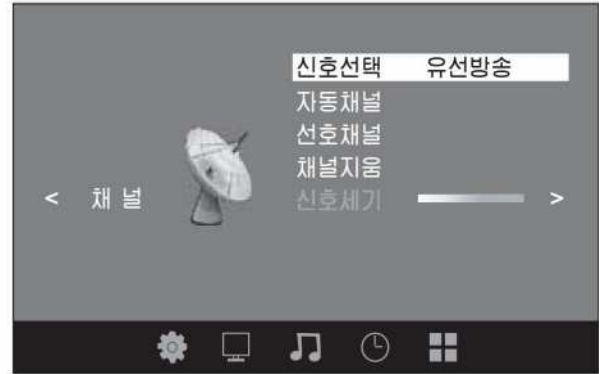 신호선택 유선방송
자동채널
선호채널
채널지움
< 채 널 신호세기 >